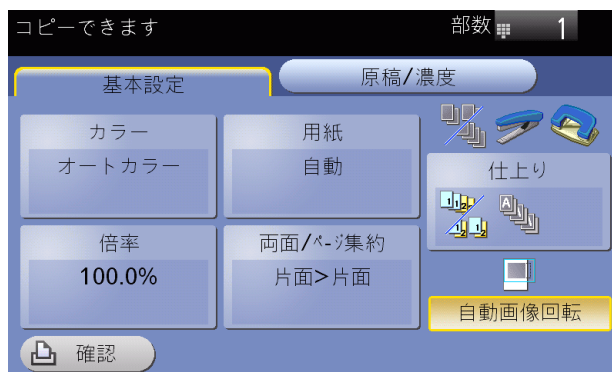 コピーできます
部数 1
基本設定
原稿/濃度
カラー
オートカラー
用紙
自動
仕上り
倍率
100.0%
両面/ページ集約
片面>片面
自動画像回転
確認